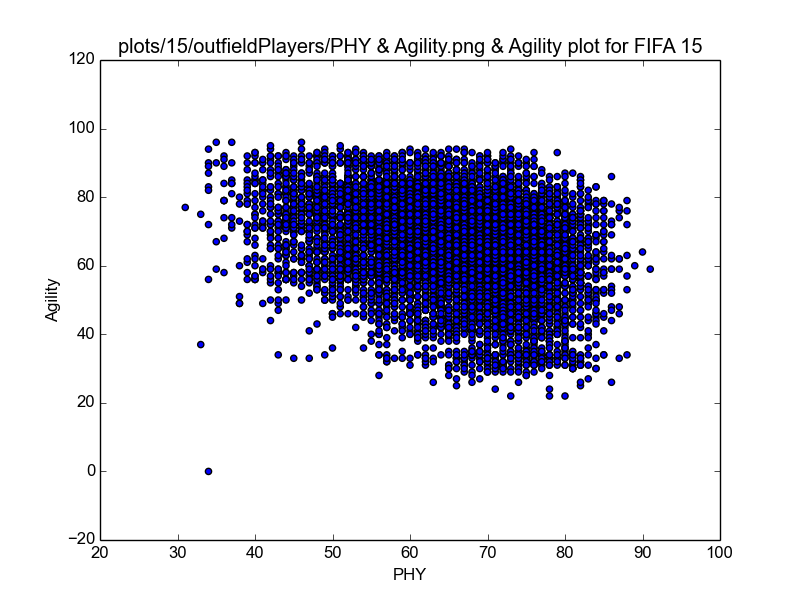 plots/15/outfieldPlayers/PHY & Agility.png & Agility plot for FIFA 15
120
100
80
60
40
20
0
−20
Agility
20 30 40 50 60 70 80 90 100
PHY